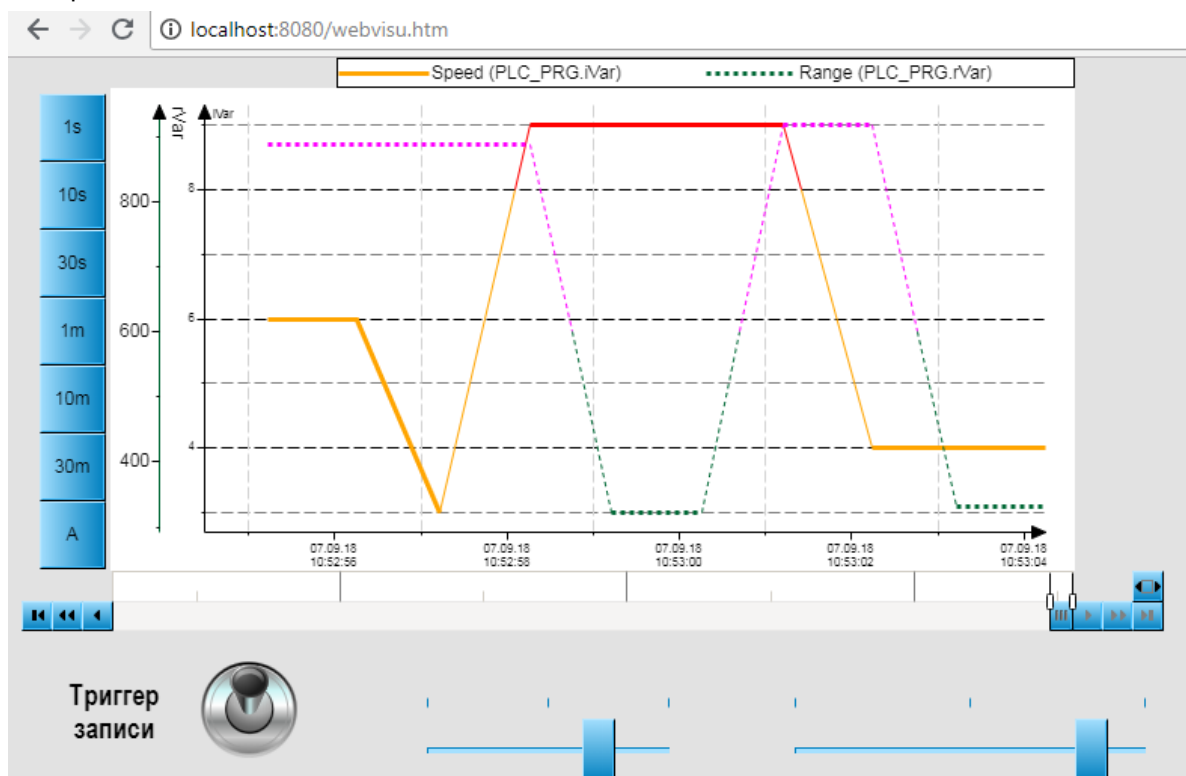 localhost:8080/webvisu.htm
Speed (PLC_PRG.iVar)
Range (PLC_PRG.rVar)
1s
10s
30s
1m
10m
30m
A
rVar
iVar
800
600
400
8
6
4
07.09.18
10:52:56
07.09.18
10:52:58
07.09.18
10:53:00
07.09.18
10:53:02
07.09.18
10:53:04
Триггер
записи